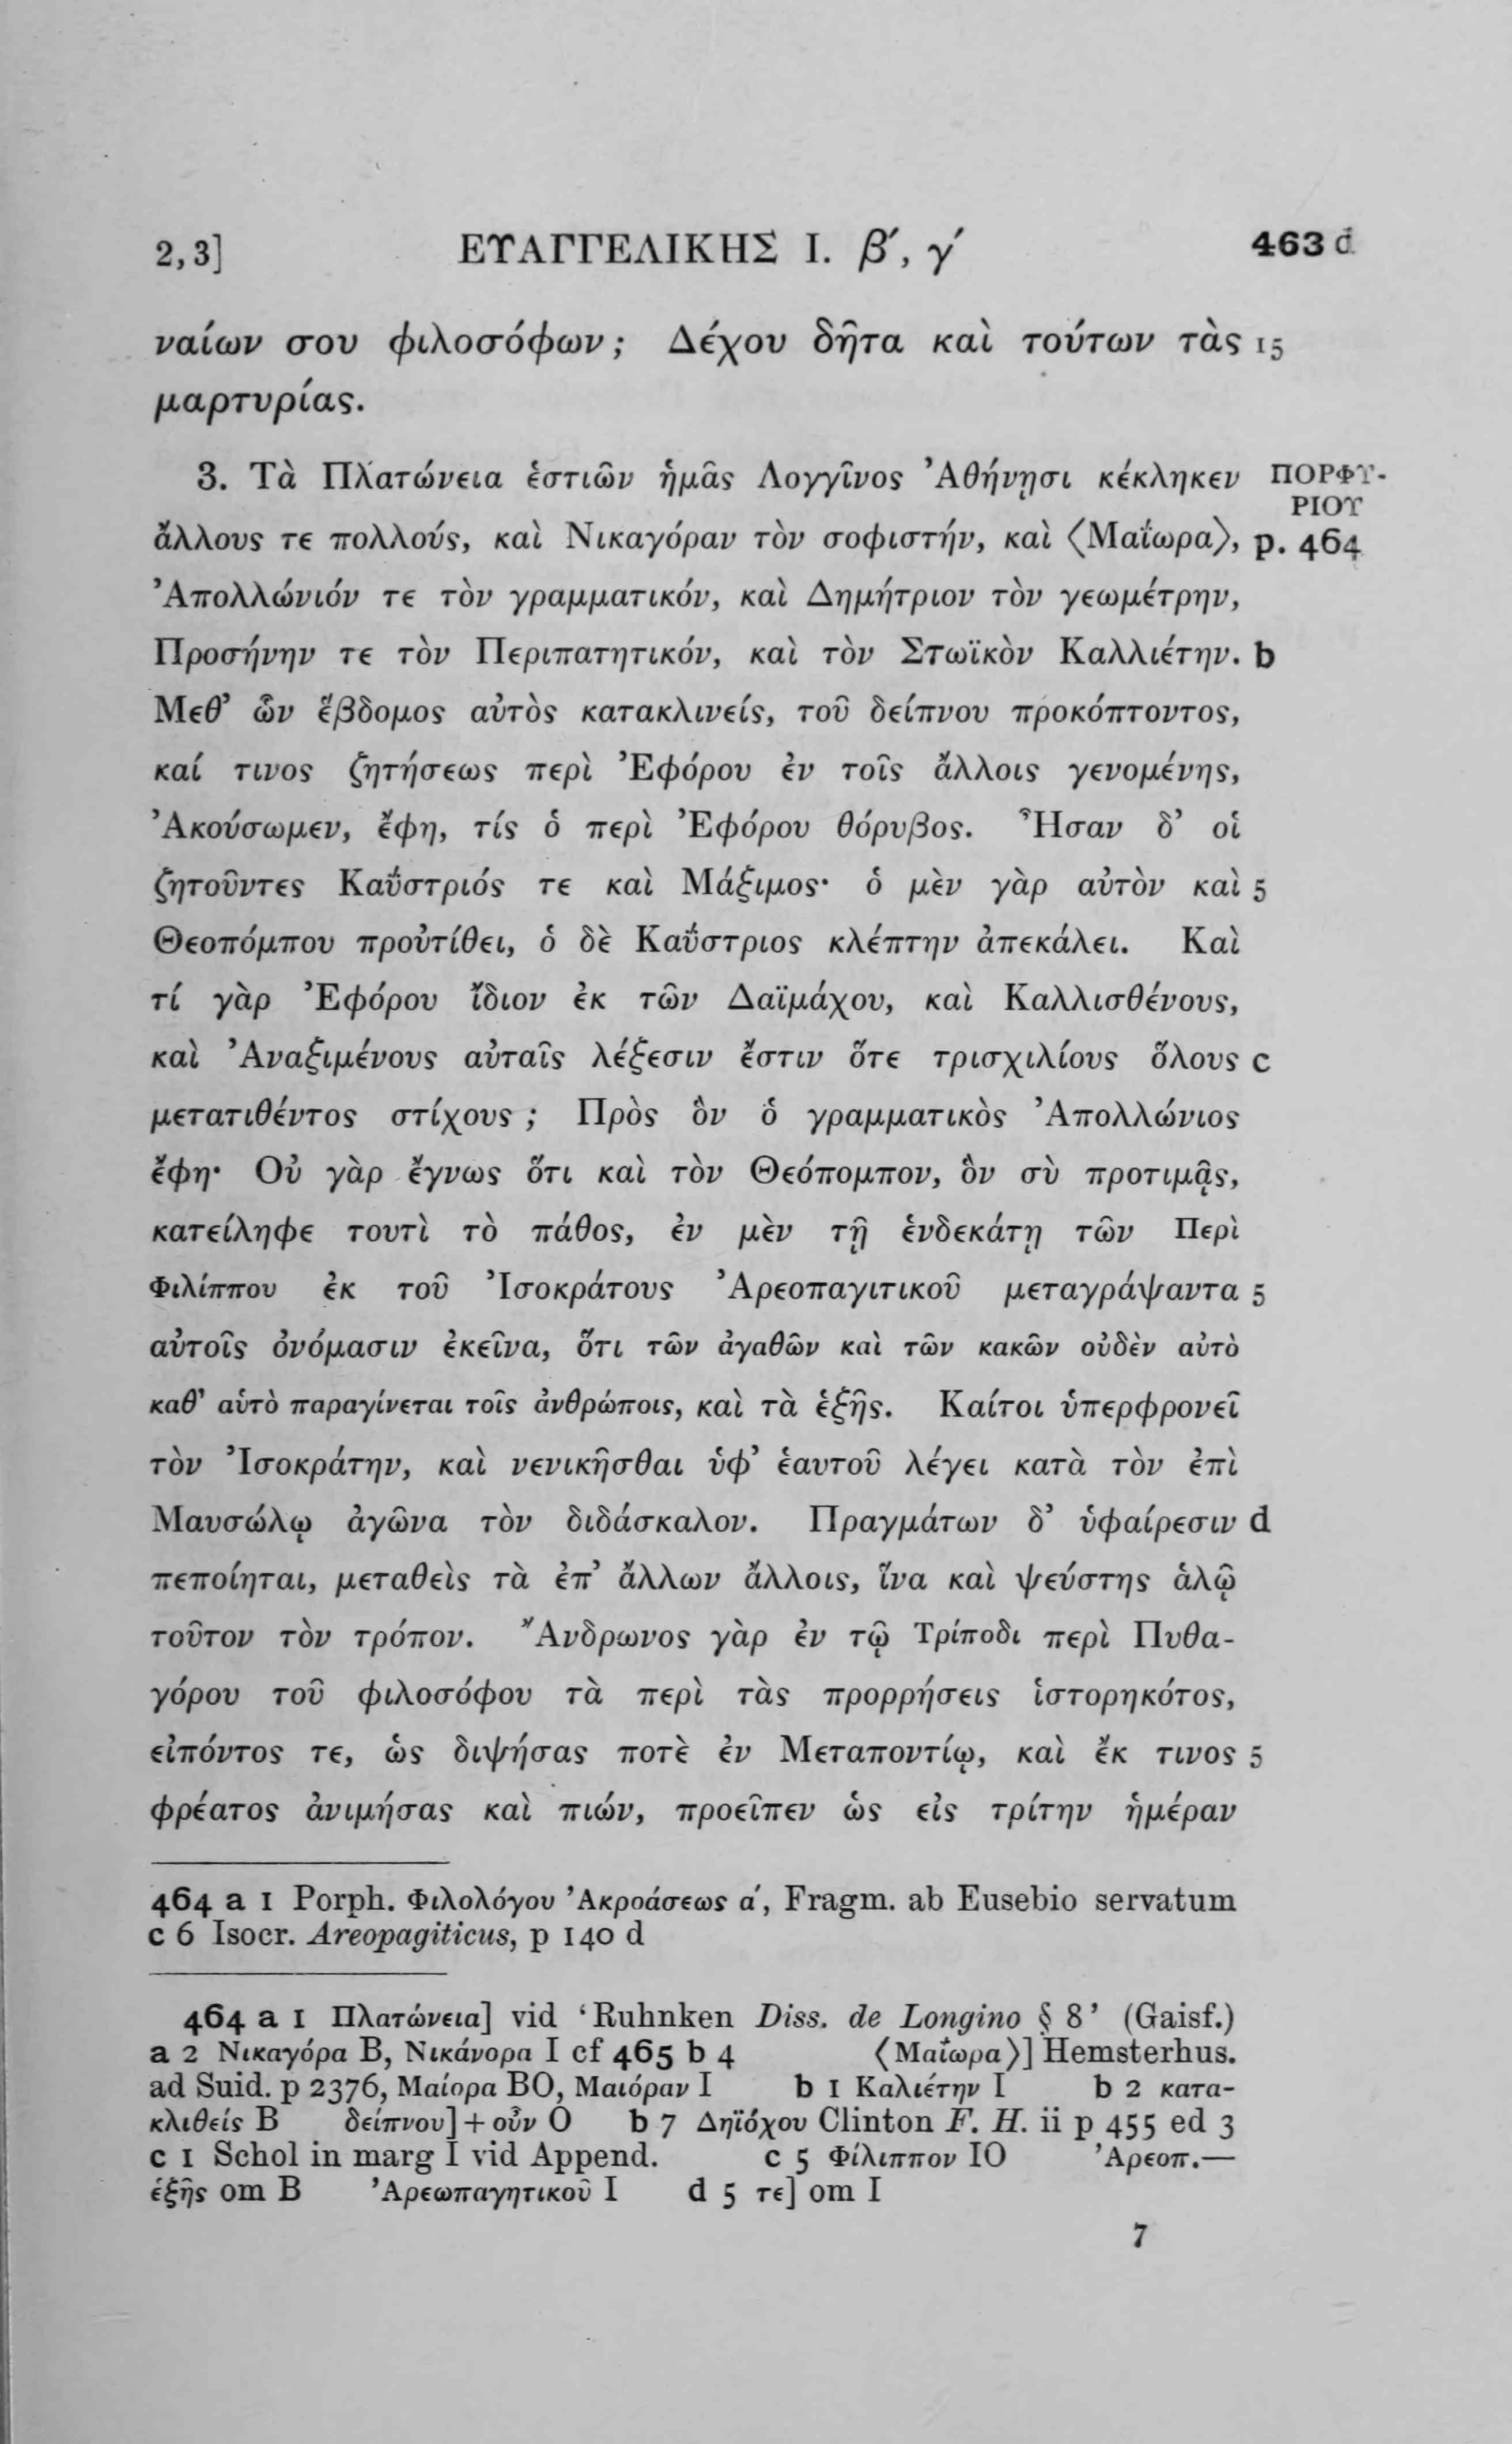 2,3] ΕΥΑΓΓΕΛΙΚΗΣ Ι. β´, γ´ 463 d
ναίων σου φιλοσόφων; Δέχου δῆτα καὶ τούτων τὰς 15
μαρτυρίας.
3. Τὰ Πλατώνεια ἑστιῶν ἡμᾶς Λογγῖνος Ἀθήνησι κέκληκεν ΠΟΡΦΥ-
ΡΙΟΥ
ἄλλους τε πολλούς, καὶ Νικαγόραν τὸν σοφιστήν, καὶ ⟨Μαΐωρα⟩, p. 464
Ἀπολλώνιόν τε τὸν γραμματικόν, καὶ Δημήτριον τὸν γεωμέτρην,
Προσήνην τε τὸν Περιπατητικόν, καὶ τὸν Στωϊκὸν Καλλιέτην. b
Μεθ’ ὧν ἕβδομος αὐτὸς κατακλινείς, τοῦ δείπνου προκόπτοντος,
καί τινος ζητήσεως περὶ Ἐφόρου ἐν τοῖς ἄλλοις γενομένης,
Ἀκούσωμεν, ἔφη, τίς ὁ περὶ Ἐφόρου θόρυβος. Ἦσαν δ’ οἱ
ζητοῦντες Καΰστριός τε καὶ Μάξιμος· ὁ μὲν γὰρ αὐτὸν καὶ 5
Θεοπόμπου προὐτίθει, ὁ δὲ Καΰστριος κλέπτην ἀπεκάλει. Καὶ
τί γὰρ Ἐφόρου ἴδιον ἐκ τῶν Δαϊμάχου, καὶ Καλλισθένους,
καὶ Ἀναξιμένους αὐταῖς λέξεσιν ἔστιν ὅτε τρισχιλίους ὅλους c
μετατιθέντος στίχους; Πρὸς ὃν ὁ γραμματικὸς Ἀπολλώνιος
ἔφη· Οὐ γὰρ ἔγνως ὅτι καὶ τὸν Θεόπομπον, ὃν σὺ προτιμᾷς,
κατείληφε τουτὶ τὸ πάθος, ἐν μὲν τῇ ἑνδεκάτῃ τῶν Περὶ
Φιλίππου ἐκ τοῦ Ἰσοκράτους Ἀρεοπαγιτικοῦ μεταγράψαντα 5
αὐτοῖς ὀνόμασιν ἐκεῖνα, ὅτι τῶν ἀγαθῶν καὶ τῶν κακῶν οὐδὲν αὐτὸ
καθ’ αὑτὸ παραγίνεται τοῖς ἀνθρώποις, καὶ τὰ ἑξῆς. Καίτοι ὑπερφρονεῖ
τὸν Ἰσοκράτην, καὶ νενικῆσθαι ὑφ’ ἑαυτοῦ λέγει κατὰ τὸν ἐπὶ
Μαυσώλῳ ἀγῶνα τὸν διδάσκαλον. Πραγμάτων δ’ ὑφαίρεσιν d
πεποίηται, μεταθεὶς τὰ ἐπ’ ἄλλων ἄλλοις, ἵνα καὶ ψεύστης ἁλῷ
τοῦτον τὸν τρόπον. Ἄνδρωνος γὰρ ἐν τῷ Τρίποδι περὶ Πυθα-
γόρου τοῦ φιλοσόφου τὰ περὶ τὰς προρρήσεις ἱστορηκότος,
εἰπόντος τε, ὡς διψήσας ποτὲ ἐν Μεταποντίῳ, καὶ ἔκ τινος 5
φρέατος ἀνιμήσας καὶ πιών, προεῖπεν ὡς εἰς τρίτην ἡμέραν
464 a 1 Porph. Φιλολόγου Ἀκροάσεως α´, Fragm. ab Eusebio servatum
c 6 Isocr. Areopagiticus, p 140 d
464 a 1 Πλατώνεια] vid ‘Ruhnken Diss. de Longino § 8’ (Gaisf.)
a 2 Νικαγόρα B, Νικάνορα I cf 465 b 4 ⟨Μαΐωρα⟩] Hemsterhus.
ad Suid. p 2376, Μαίορα BO, Μαιόραν I b 1 Καλιέτην I b 2 κατα-
κλιθείς B δείπνου] + οὖν O b 7 Δηϊόχου Clinton F. H. ii p 455 ed 3
c 1 Schol in marg I vid Append. c 5 Φίλιππον IO Ἀρεοπ.—
ἑξῆς om B Ἀρεωπαγητικοῦ I d 5 τε] om I
7